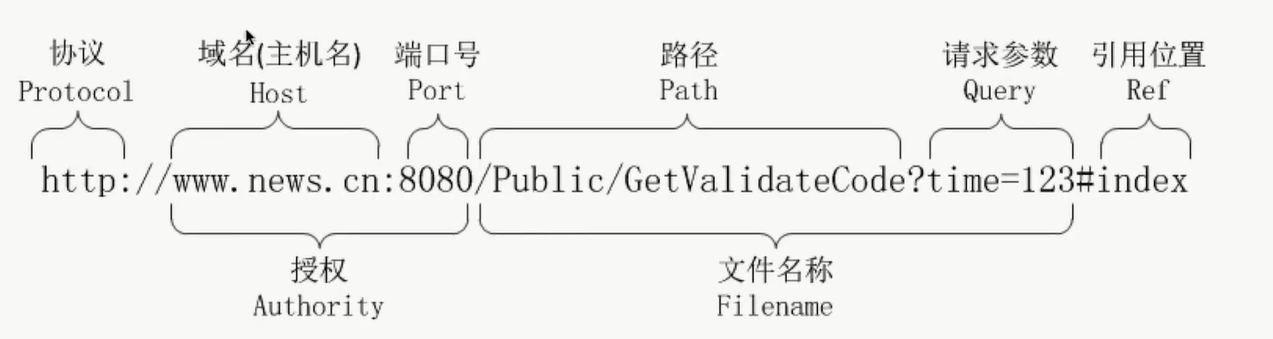 协议 域名(主机名) 端口号 路径 请求参数 引用位置
Protocol Host Port Path Query Ref
http://www.news.cn:8080/Public/GetValidateCode?time=123#index
授权 文件名称
Authority Filename